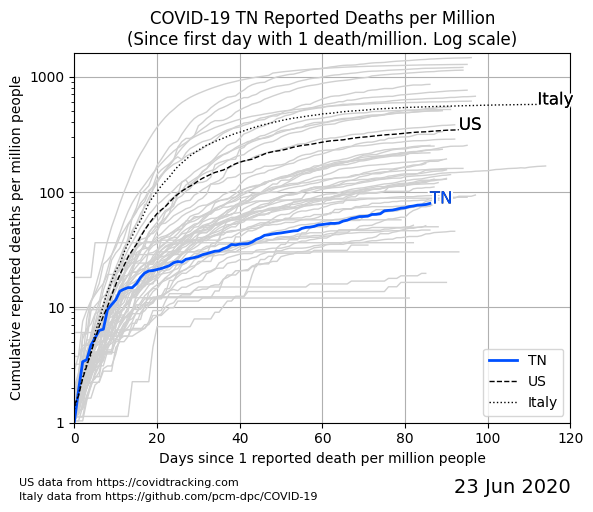 COVID-19 TN Reported Deaths per Million
(Since first day with 1 death/million. Log scale)
Cumulative reported deaths per million people
1000
100
10
1
Italy
US
TN
TN
US
Italy
0 20 40 60 80 100 120
Days since 1 reported death per million people
US data from https://covidtracking.com
Italy data from https://github.com/pcm-dpc/COVID-19
23 Jun 2020